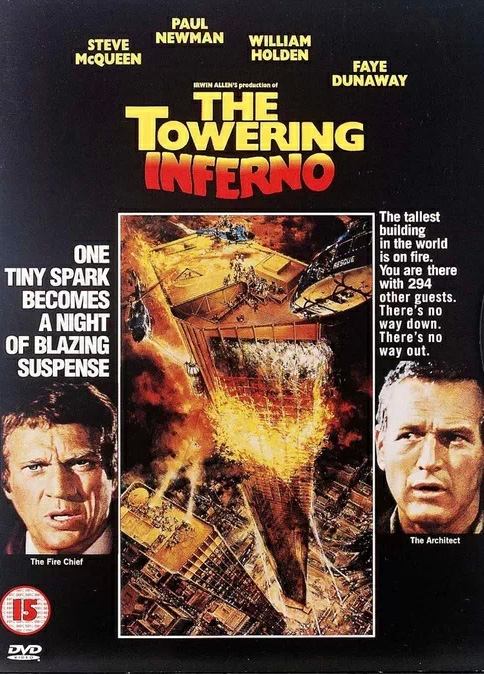 STEVE
McQUEEN
PAUL
NEWMAN
WILLIAM
HOLDEN
FAYE
DUNAWAY
IRWIN ALLEN'S production of
THE
TOWERING
INFERNO
ONE
TINY SPARK
BECOMES
A NIGHT
OF BLAZING
SUSPENSE
The tallest
building
in the world
is on fire.
You are there
with 294
other guests.
There's no
way down.
There's no
way out.
RESCUE
The Fire Chief
The Architect
15
DVD
VIDEO